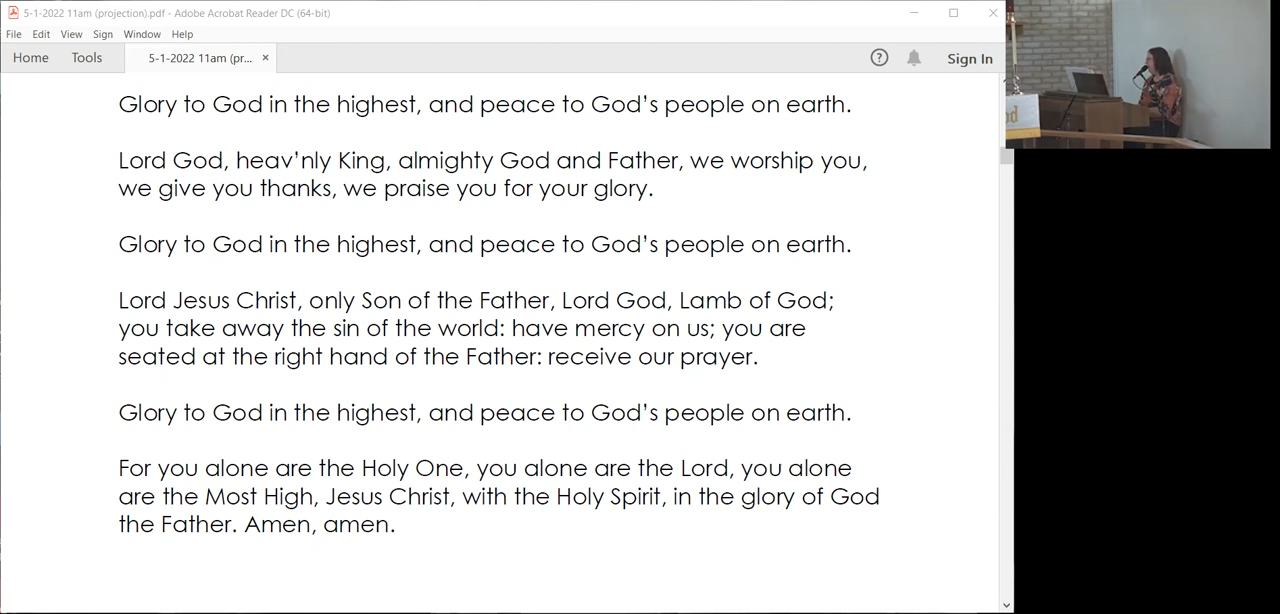 5-1-2022 11am (projection).pdf - Adobe Acrobat Reader DC (64-bit)
File Edit View Sign Window Help
Home Tools 5-1-2022 11am (pr... × ? Sign In
Glory to God in the highest, and peace to God's people on earth.
Lord God, heav'nly King, almighty God and Father, we worship you,
we give you thanks, we praise you for your glory.
Glory to God in the highest, and peace to God's people on earth.
Lord Jesus Christ, only Son of the Father, Lord God, Lamb of God;
you take away the sin of the world: have mercy on us; you are
seated at the right hand of the Father: receive our prayer.
Glory to God in the highest, and peace to God's people on earth.
For you alone are the Holy One, you alone are the Lord, you alone
are the Most High, Jesus Christ, with the Holy Spirit, in the glory of God
the Father. Amen, amen.